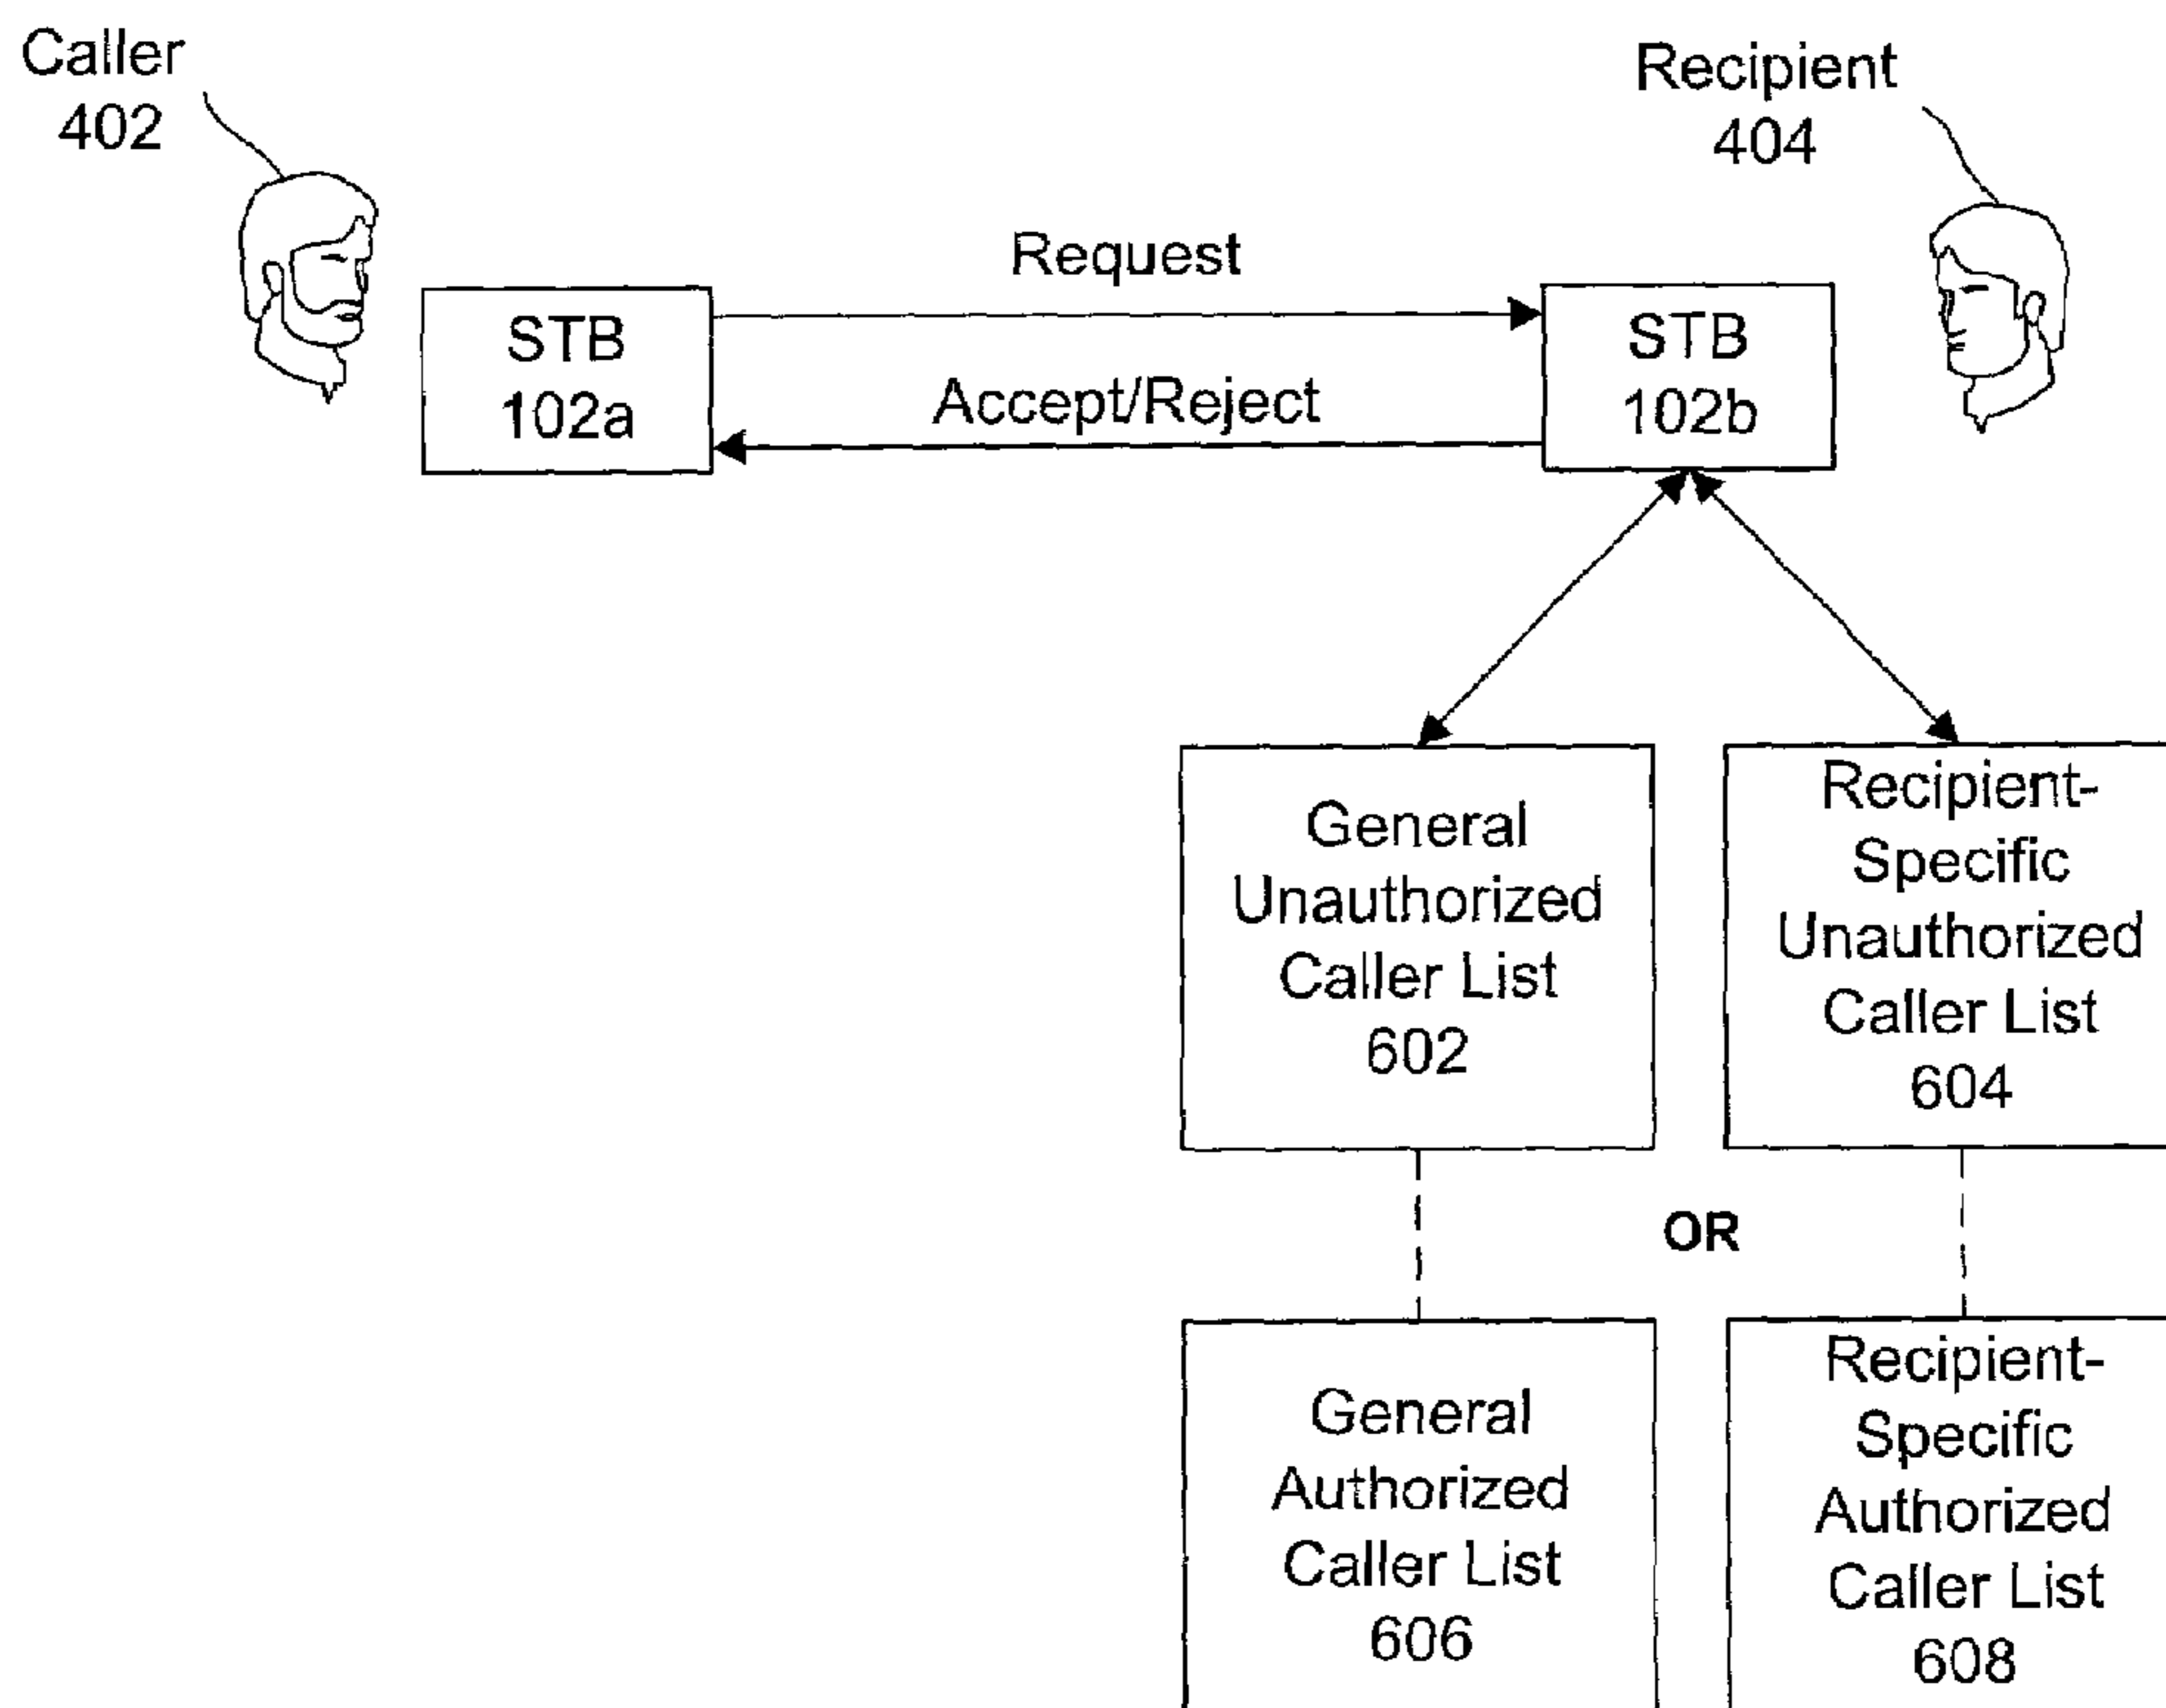 Caller
402
Recipient
404
Request
STB
102a
Accept/Reject
STB
102b
General
Unauthorized
Caller List
602
Recipient-
Specific
Unauthorized
Caller List
604
OR
General
Authorized
Caller List
606
Recipient-
Specific
Authorized
Caller List
608